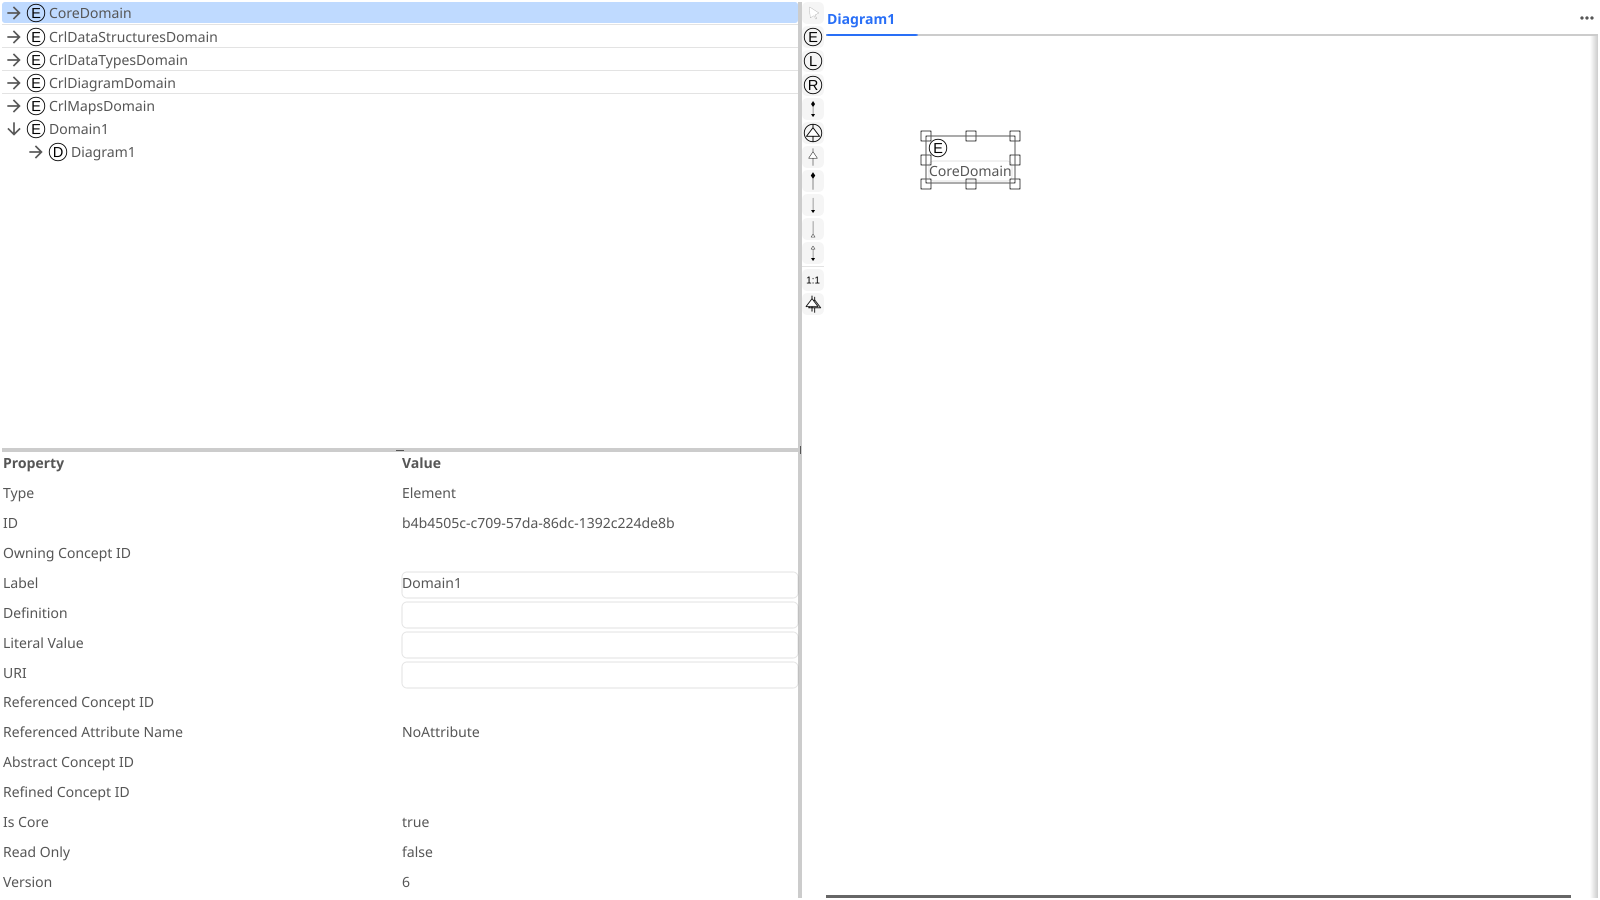 E CoreDomain
E CrlDataStructuresDomain
E CrlDataTypesDomain
E CrlDiagramDomain
E CrlMapsDomain
E Domain1
D Diagram1
Property Value
Type Element
ID b4b4505c-c709-57da-86dc-1392c224de8b
Owning Concept ID
Label Domain1
Definition
Literal Value
URI
Referenced Concept ID
Referenced Attribute Name NoAttribute
Abstract Concept ID
Refined Concept ID
Is Core true
Read Only false
Version 6
E
L
R
1:1
Diagram1
E
CoreDomain